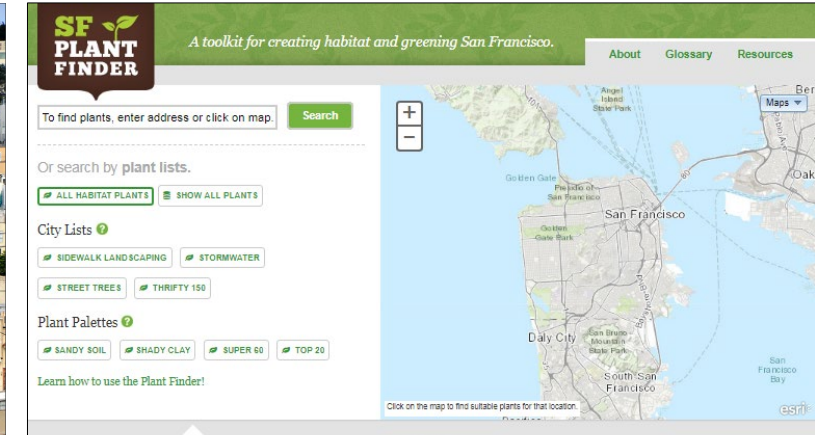 SF
PLANT
FINDER
A toolkit for creating habitat and greening San Francisco.
About Glossary Resources
To find plants, enter address or click on map. Search
Or search by plant lists.
ALL HABITAT PLANTS SHOW ALL PLANTS
City Lists ?
SIDEWALK LANDSCAPING STORMWATER
STREET TREES THRIFTY 150
Plant Palettes ?
SANDY SOIL SHADY CLAY SUPER 60 TOP 20
Learn how to use the Plant Finder!
+
−
Angel
Island
State Park
Ber
Maps
Oak
Golden Gate
Presidio of
San Francisco
San Francisco
Golden
Gate Park
Daly City
San Bruno
Mountain
State Park
South San
Francisco
San
Francisco
Bay
Click on the map to find suitable plants for that location.
esri